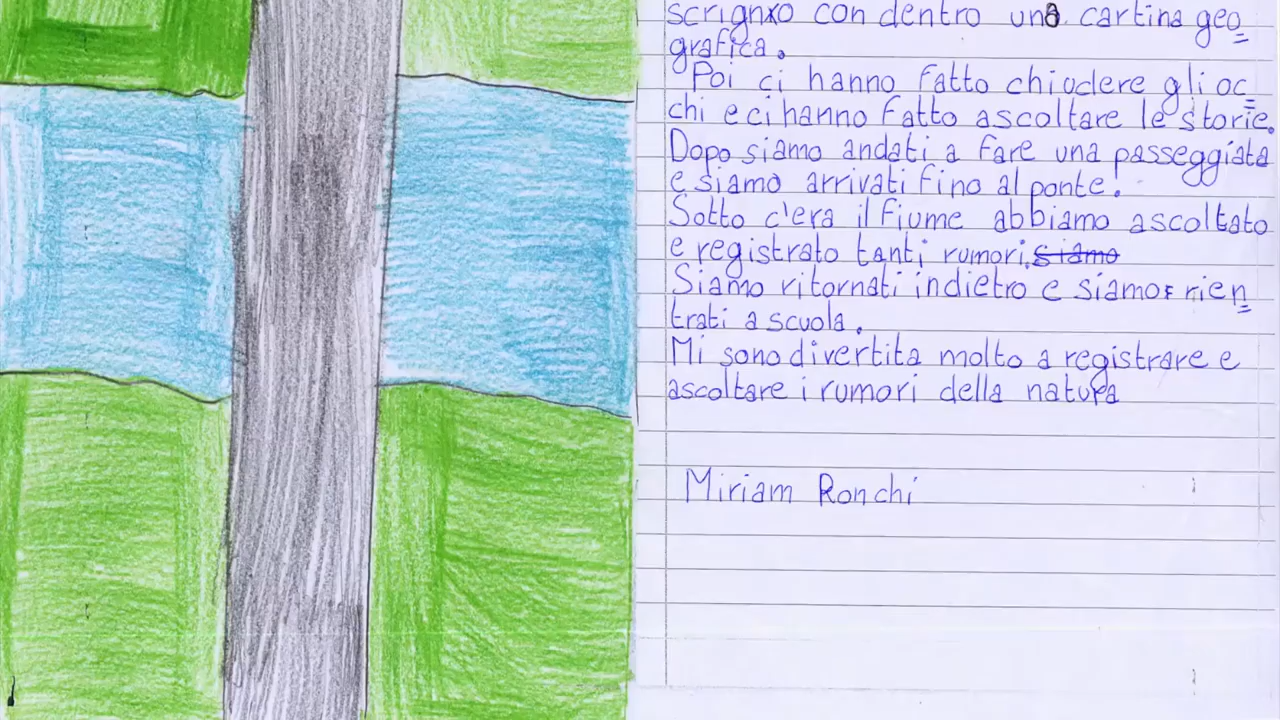 scrignxo con dentro una cartina geo=
grafica.
Poi ci hanno fatto chiudere gli oc=
chi e ci hanno fatto ascoltare le storie.
Dopo siamo andati a fare una passeggiata
e siamo arrivati fino al ponte.
Sotto c'era il fiume abbiamo ascoltato
e registrato tanti rumori. siamo
Siamo ritornati indietro e siamo rien=
trati a scuola.
Mi sono divertita molto a registrare e
ascoltare i rumori della natura
Miriam Ronchi